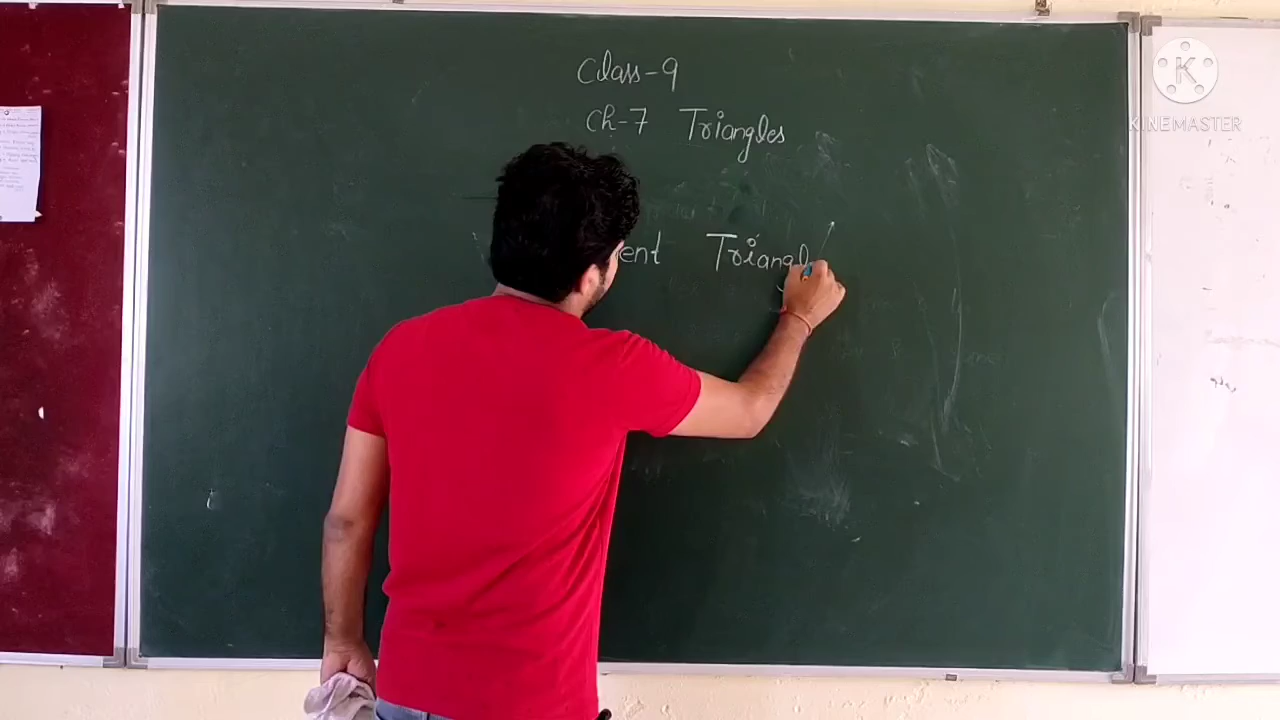 Class-9
Ch-7 Triangles
ent Triangl
K
KINEMASTER